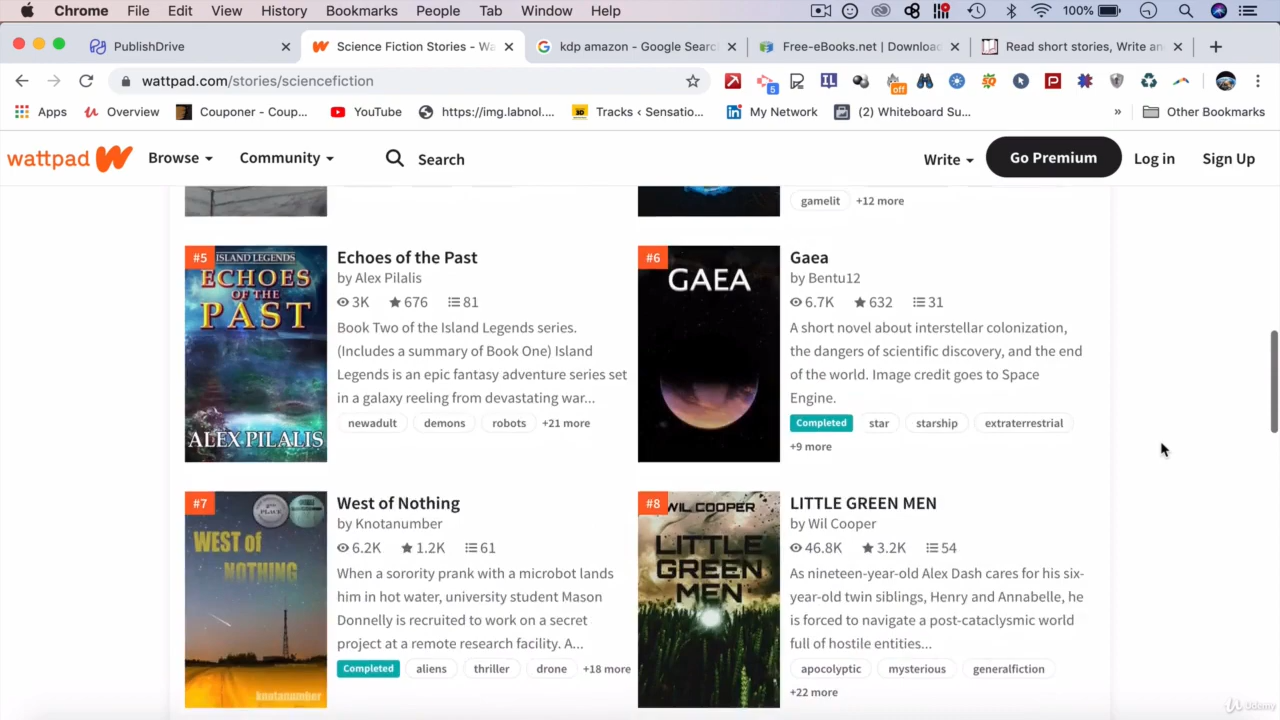 Chrome File Edit View History Bookmarks People Tab Window Help 100%
PublishDrive
Science Fiction Stories - Wa
kdp amazon - Google Searc
Free-eBooks.net | Download
Read short stories, Write an
wattpad.com/stories/sciencefiction
5
off
Apps Overview Couponer - Coup... YouTube https://img.labnol.... Tracks ‹ Sensatio... My Network (2) Whiteboard Su... » Other Bookmarks
wattpad Browse Community Search Write Go Premium Log in Sign Up
gamelit +12 more
#5
ISLAND LEGENDS
ECHOES
OF THE
PAST
ALEX PILALIS
Echoes of the Past
by Alex Pilalis
3K 676 81
Book Two of the Island Legends series.
(Includes a summary of Book One) Island
Legends is an epic fantasy adventure series set
in a galaxy reeling from devastating war...
newadult demons robots +21 more
#6
GAEA
Gaea
by Bentu12
6.7K 632 31
A short novel about interstellar colonization,
the dangers of scientific discovery, and the end
of the world. Image credit goes to Space
Engine.
Completed star starship extraterrestrial
+9 more
#7
WEST of
NOTHING
knotanumber
West of Nothing
by Knotanumber
6.2K 1.2K 61
When a sorority prank with a microbot lands
him in hot water, university student Mason
Donnelly is recruited to work on a secret
project at a remote research facility. A...
Completed aliens thriller drone +18 more
#8
WIL COOPER
LITTLE
GREEN
MEN
LITTLE GREEN MEN
by Wil Cooper
46.8K 3.2K 54
As nineteen-year-old Alex Dash cares for his six-
year-old twin siblings, Henry and Annabelle, he
is forced to navigate a post-cataclysmic world
full of hostile entities...
apocolyptic mysterious generalfiction
+22 more
Udemy